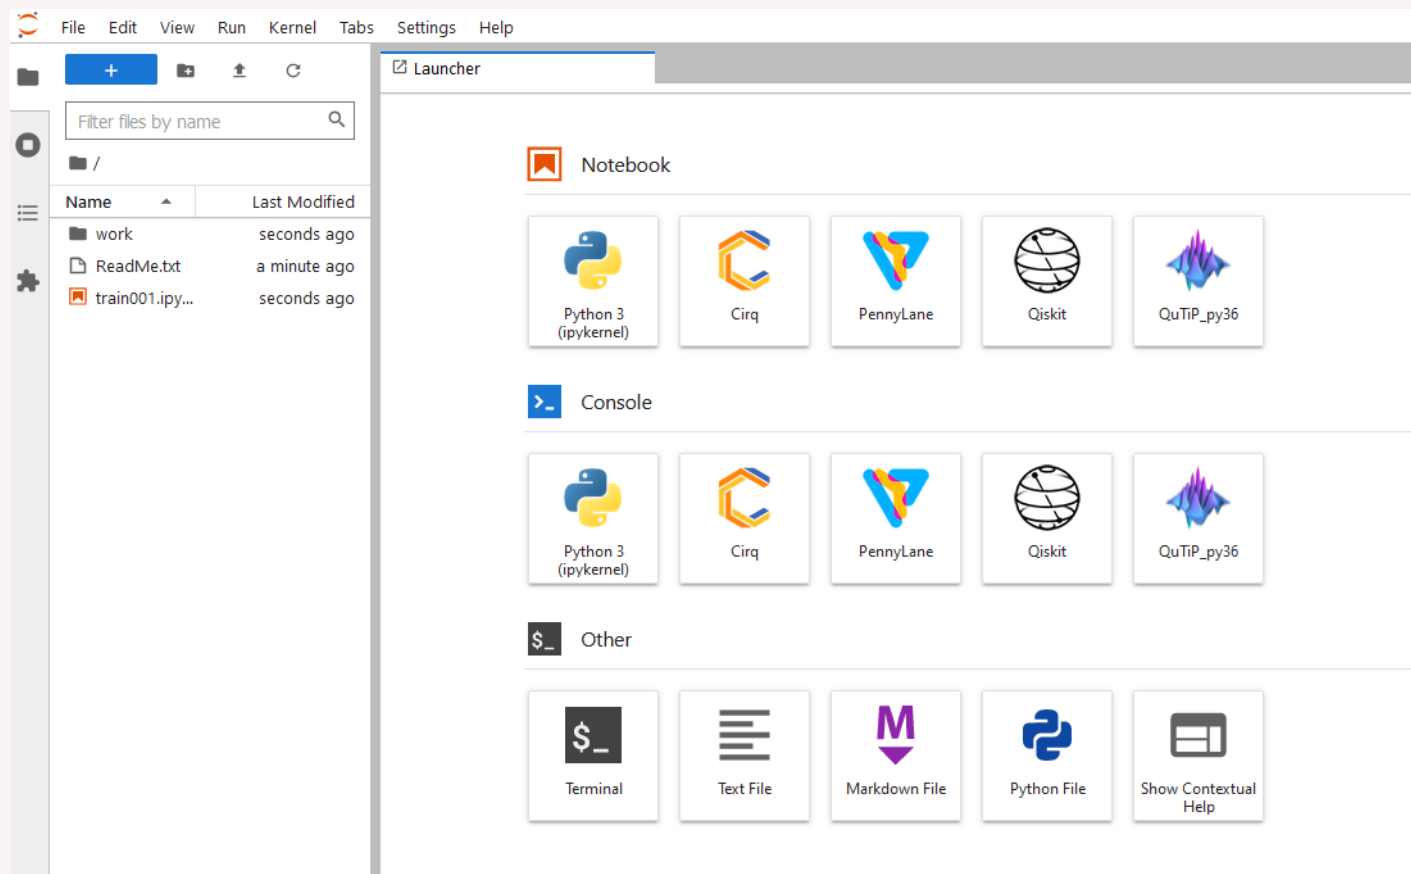 File Edit View Run Kernel Tabs Settings Help
+
Launcher
Filter files by name
/
Name Last Modified
work seconds ago
ReadMe.txt a minute ago
train001.ipy... seconds ago
Notebook
Python 3
(ipykernel)
Cirq
PennyLane
Qiskit
QuTiP_py36
Console
Python 3
(ipykernel)
Cirq
PennyLane
Qiskit
QuTiP_py36
$_ Other
$_
Terminal
Text File
M
Markdown File
Python File
Show Contextual
Help